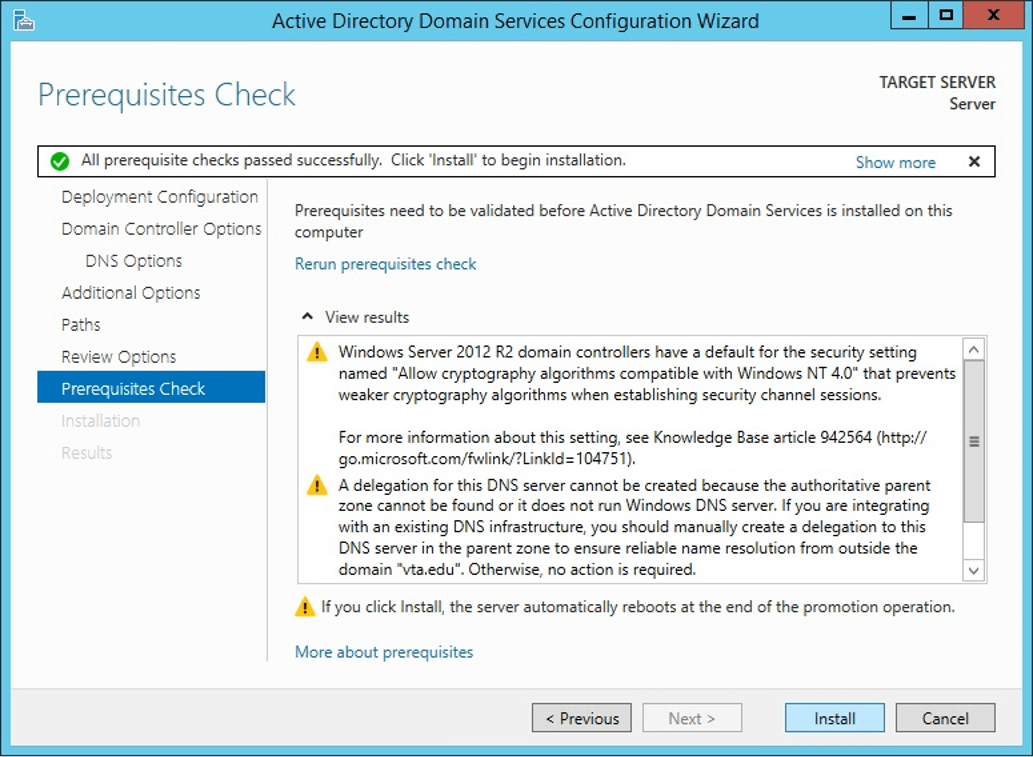 Active Directory Domain Services Configuration Wizard
Prerequisites Check
TARGET SERVER
Server
All prerequisite checks passed successfully. Click 'Install' to begin installation.
Show more
Deployment Configuration
Domain Controller Options
DNS Options
Additional Options
Paths
Review Options
Prerequisites Check
Installation
Results
Prerequisites need to be validated before Active Directory Domain Services is installed on this
computer
Rerun prerequisites check
View results
Windows Server 2012 R2 domain controllers have a default for the security setting
named "Allow cryptography algorithms compatible with Windows NT 4.0" that prevents
weaker cryptography algorithms when establishing security channel sessions.
For more information about this setting, see Knowledge Base article 942564 (http://
go.microsoft.com/fwlink/?LinkId=104751).
A delegation for this DNS server cannot be created because the authoritative parent
zone cannot be found or it does not run Windows DNS server. If you are integrating
with an existing DNS infrastructure, you should manually create a delegation to this
DNS server in the parent zone to ensure reliable name resolution from outside the
domain "vta.edu". Otherwise, no action is required.
If you click Install, the server automatically reboots at the end of the promotion operation.
More about prerequisites
< Previous
Next >
Install
Cancel